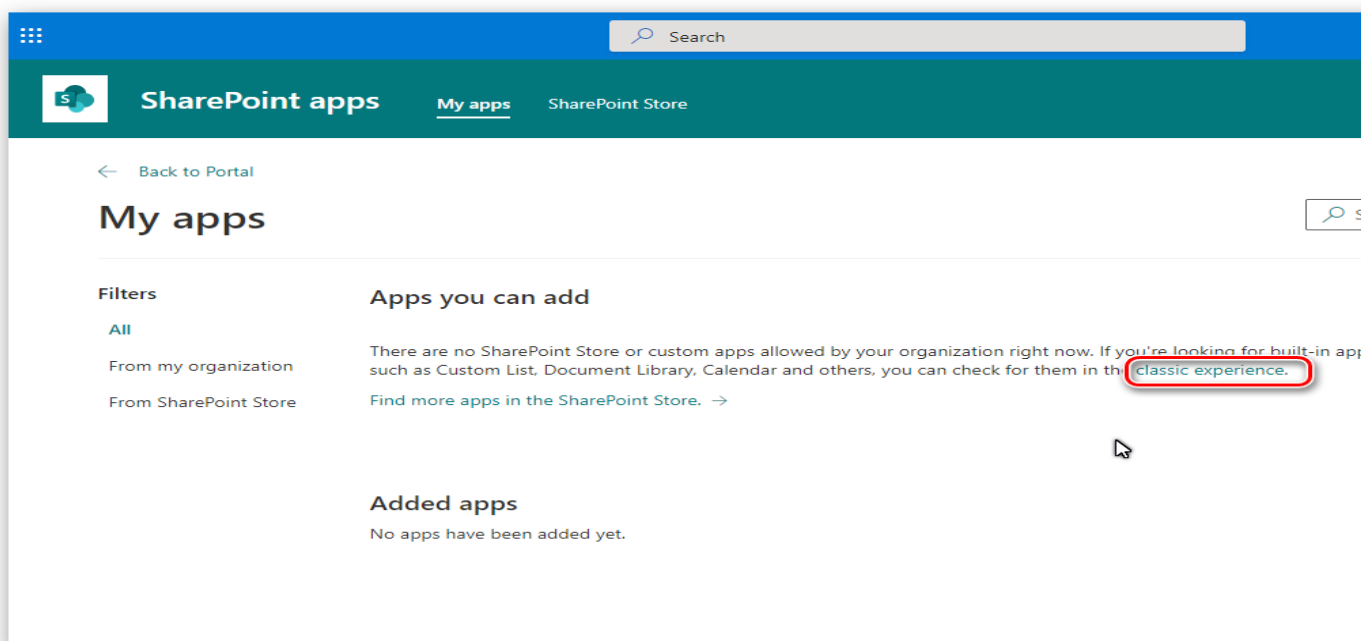 Search
SharePoint apps
My apps
SharePoint Store
Back to Portal
My apps
Filters
All
From my organization
From SharePoint Store
Apps you can add
There are no SharePoint Store or custom apps allowed by your organization right now. If you're looking for built-in app
such as Custom List, Document Library, Calendar and others, you can check for them in th classic experience.
Find more apps in the SharePoint Store. →
Added apps
No apps have been added yet.